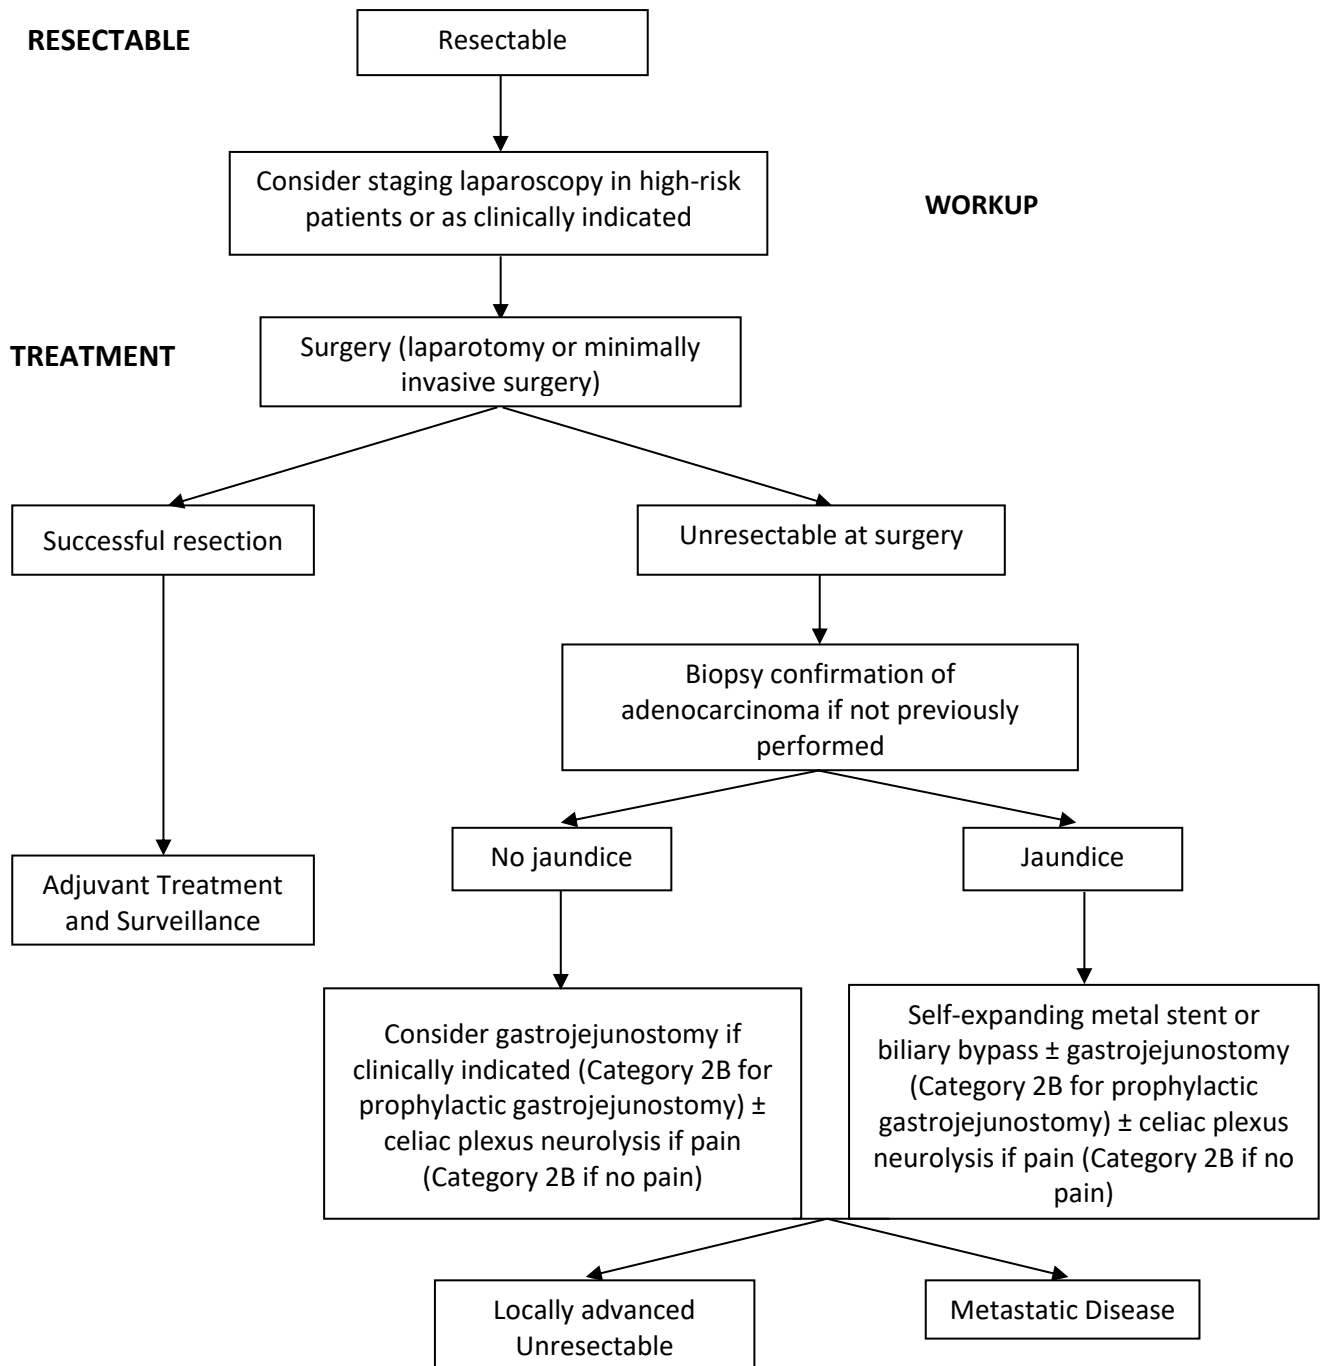 RESECTABLE
Resectable
Consider staging laparoscopy in high-risk
patients or as clinically indicated
WORKUP
TREATMENT
Surgery (laparotomy or minimally
invasive surgery)
Successful resection
Unresectable at surgery
Biopsy confirmation of
adenocarcinoma if not previously
performed
No jaundice
Jaundice
Adjuvant Treatment
and Surveillance
Consider gastrojejunostomy if
clinically indicated (Category 2B for
prophylactic gastrojejunostomy) ±
celiac plexus neurolysis if pain
(Category 2B if no pain)
Self-expanding metal stent or
biliary bypass ± gastrojejunostomy
(Category 2B for prophylactic
gastrojejunostomy) ± celiac plexus
neurolysis if pain (Category 2B if no
pain)
Locally advanced
Unresectable
Metastatic Disease